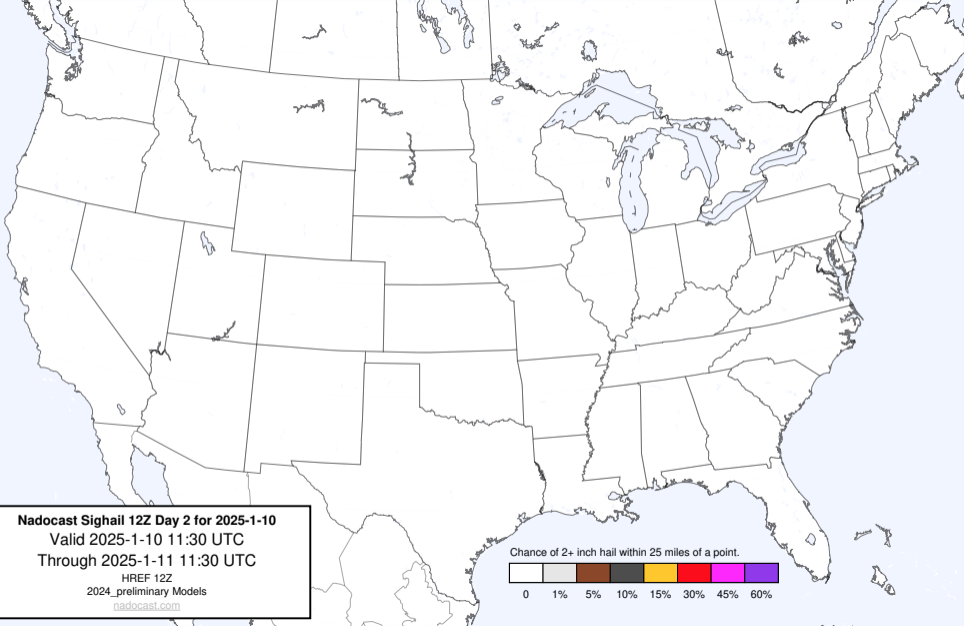 Nadocast Sighail 12Z Day 2 for 2025-1-10
Valid 2025-1-10 11:30 UTC
Through 2025-1-11 11:30 UTC
HREF 12Z
2024_preliminary Models
nadocast.com
Chance of 2+ inch hail within 25 miles of a point.
0 1% 5% 10% 15% 30% 45% 60%